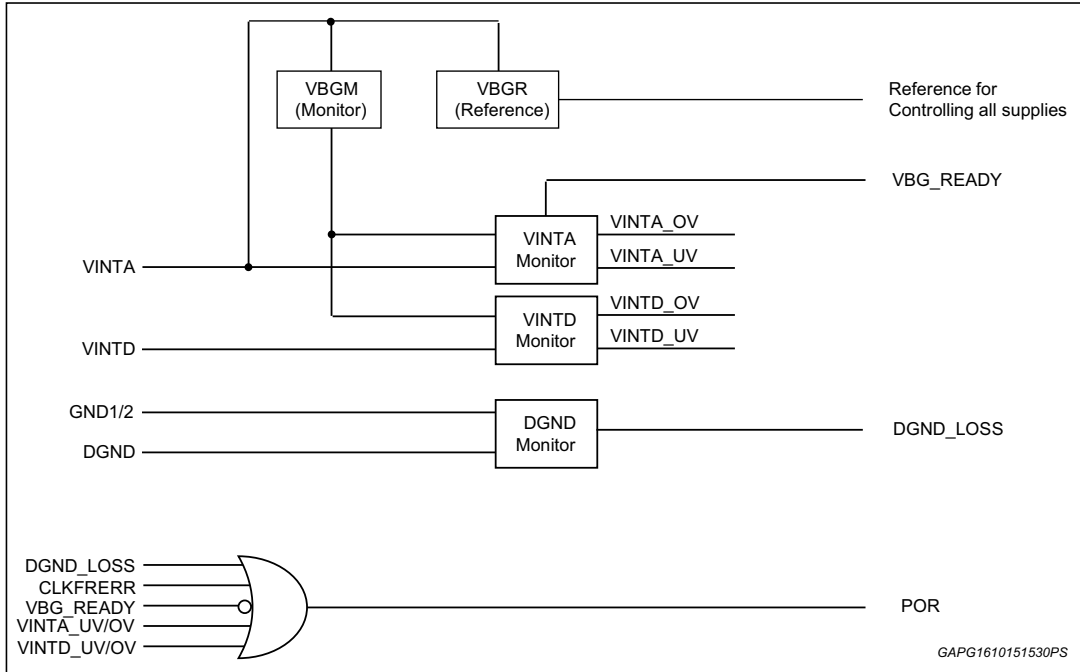 VBGM
(Monitor)
VBGR
(Reference)
Reference for
Controlling all supplies
VBG_READY
VINTA
VINTA
Monitor
VINTA_OV
VINTA_UV
VINTD
VINTD
Monitor
VINTD_OV
VINTD_UV
GND1/2
DGND
DGND
Monitor
DGND_LOSS
DGND_LOSS
CLKFRERR
VBG_READY
VINTA_UV/OV
VINTD_UV/OV
POR
GAPG1610151530PS